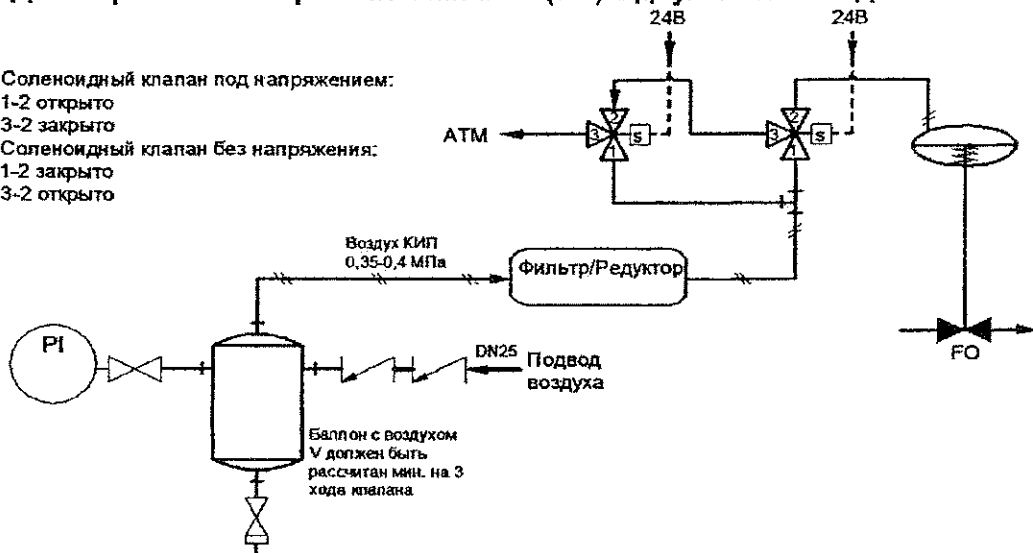 24В
24В
Соленоидный клапан под напряжением:
1-2 открыто
3-2 закрыто
Соленоидный клапан без напряжения:
1-2 закрыто
3-2 открыто
АТМ
3
2
1
s
3
2
1
s
Воздух КИП
0,35-0,4 МПа
Фильтр/Редуктор
PI
DN25
Подвод
воздуха
FO
Баллон с воздухом
V должен быть
рассчитан мин. на 3
хода клапана